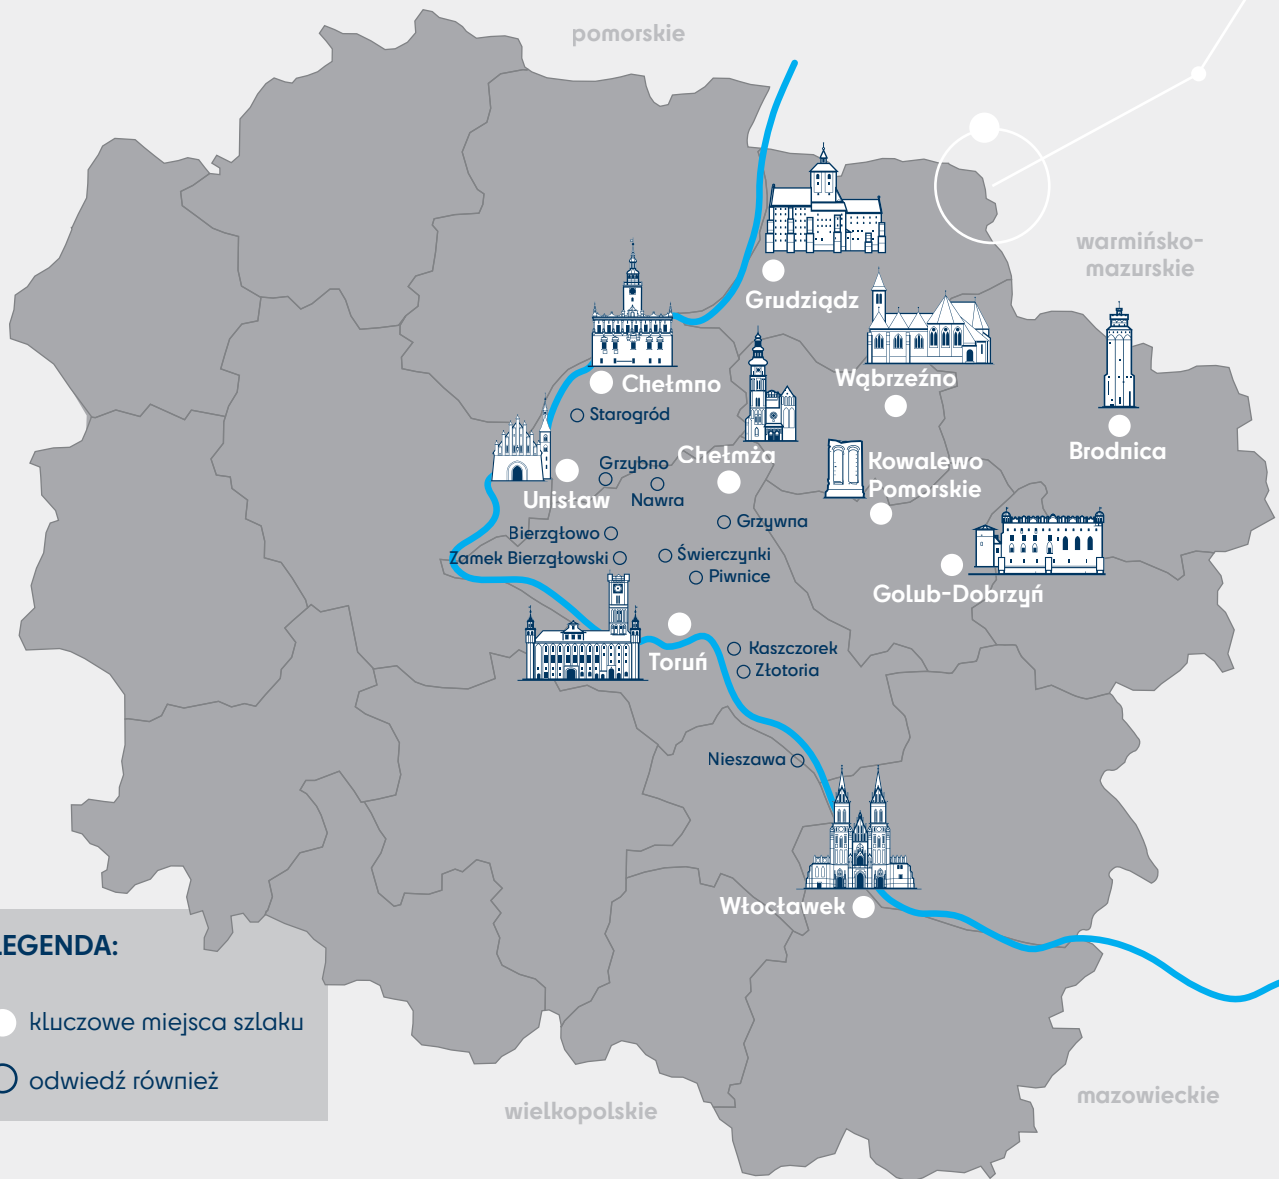 pomorskie
warmińsko-
mazurskie
Grudziądz
Wąbrzeźno
Chełmno
Starogród
Brodnica
Chełmża
Kowalewo
Pomorskie
Grzybno
Nawra
Unisław
Grzywna
Bierzgłowo
Zamek Bierzgłowski
Świerczynki
Piwnice
Golub-Dobrzyń
Toruń
Kaszczorek
Złotoria
Nieszawa
Włocławek
LEGENDA:
kluczowe miejsca szlaku
odwiedź również
wielkopolskie
mazowieckie